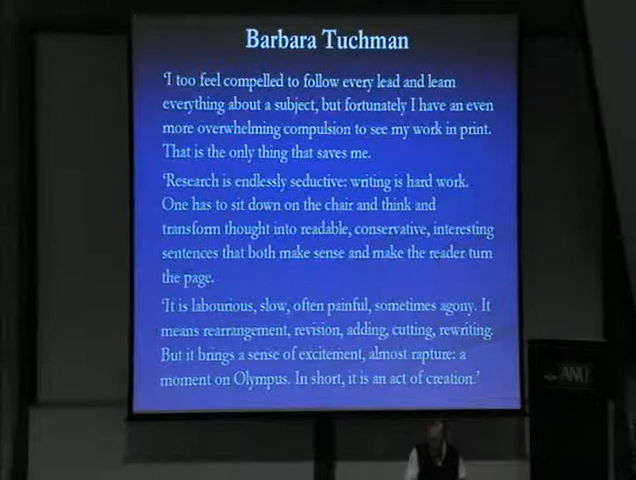 Barbara Tuchman
'I too feel compelled to follow every lead and learn
everything about a subject, but fortunately I have an even
more overwhelming compulsion to see my work in print.
That is the only thing that saves me.
'Research is endlessly seductive: writing is hard work.
One has to sit down on the chair and think and
transform thought into readable, conservative, interesting
sentences that both make sense and make the reader turn
the page.
'It is labourious, slow, often painful, sometimes agony. It
means rearrangement, revision, adding, cutting, rewriting.
But it brings a sense of excitement, almost rapture: a
moment on Olympus. In short, it is an act of creation.'
ANU